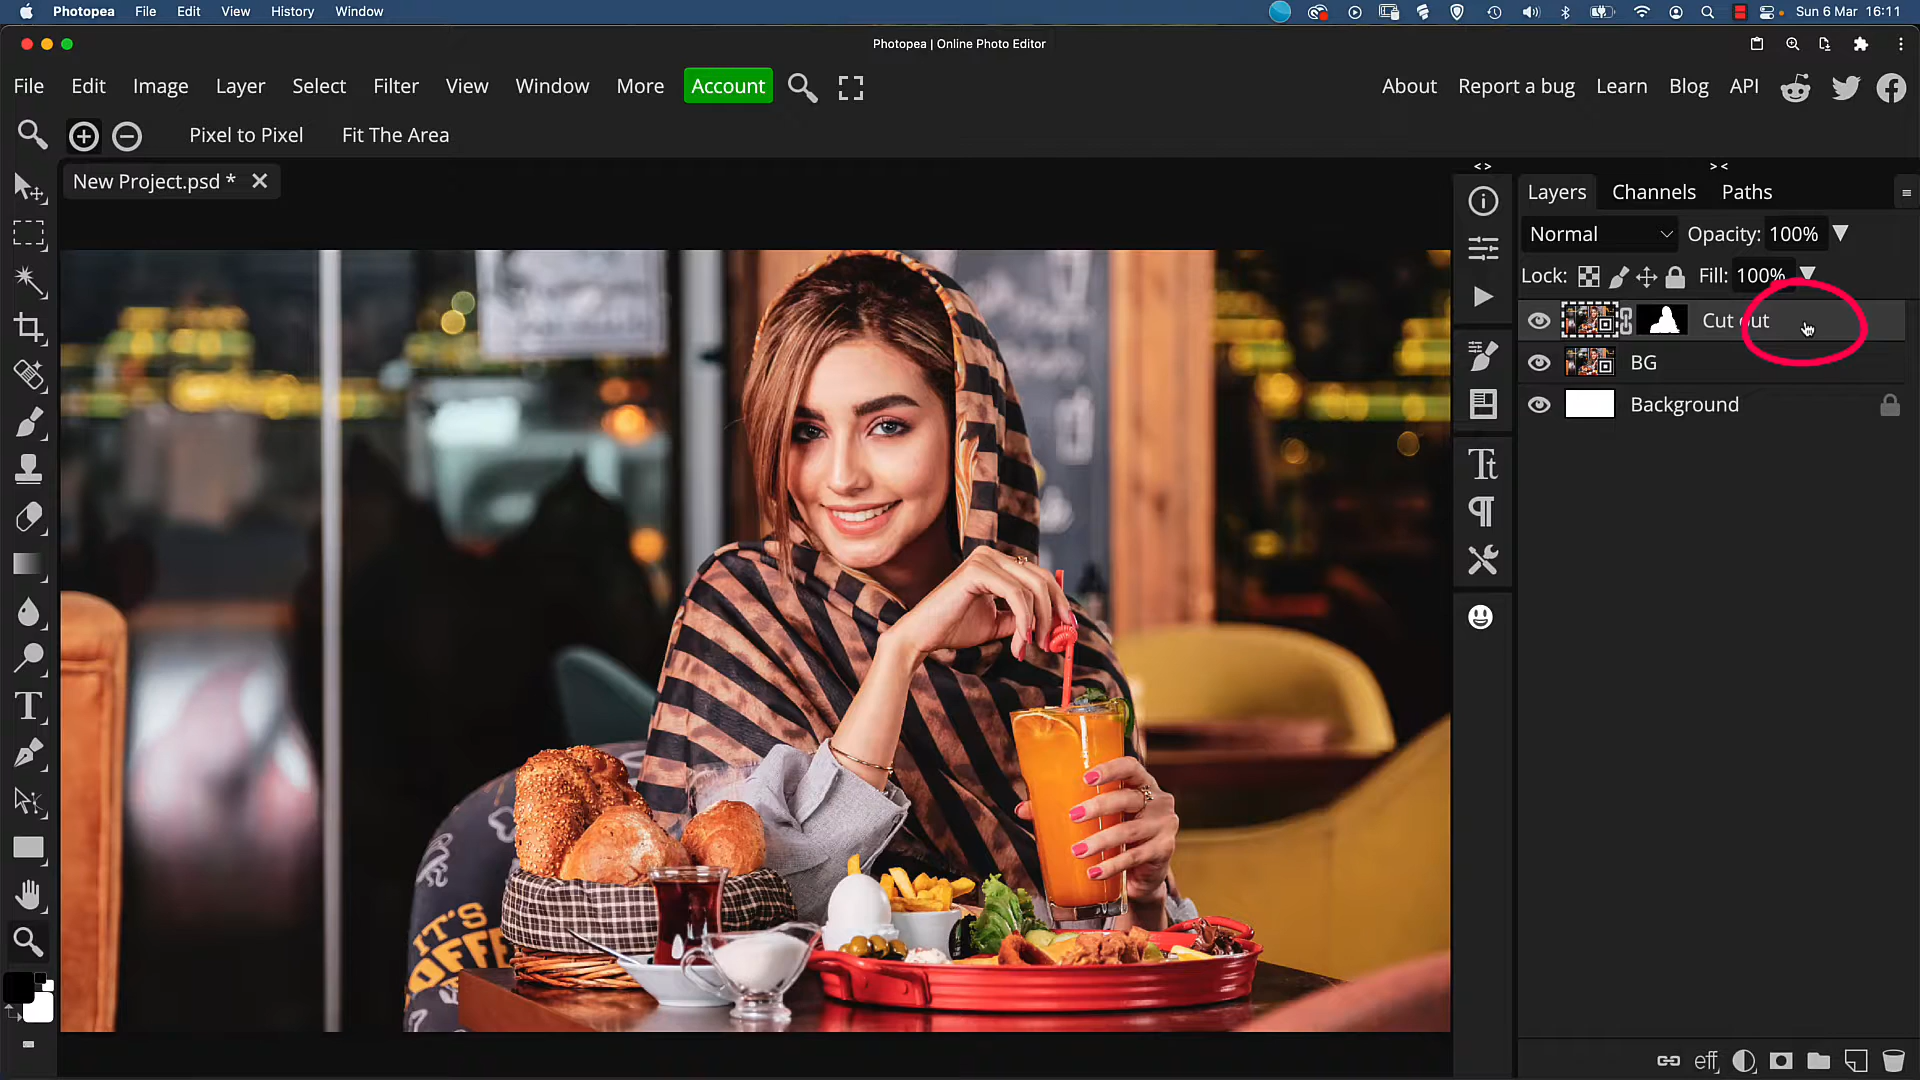 Photopea File Edit View History Window Sun 6 Mar 16:11
Photopea | Online Photo Editor
File Edit Image Layer Select Filter View Window More Account About Report a bug Learn Blog API
Pixel to Pixel Fit The Area
New Project.psd *
Layers Channels Paths
Normal Opacity: 100%
Lock: Fill: 100%
Cut out
BG
Background
IT'S
eff